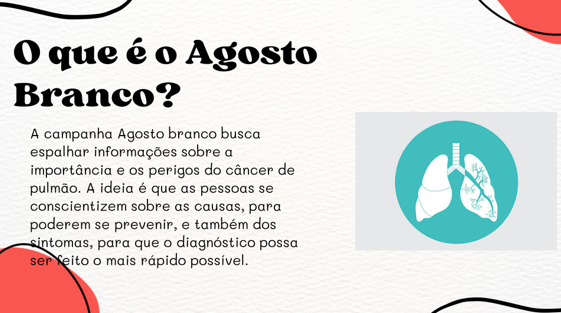 O que é o Agosto
Branco?
A campanha Agosto branco busca
espalhar informações sobre a
importância e os perigos do câncer de
pulmão. A ideia é que as pessoas se
conscientizem sobre as causas, para
poderem se prevenir, e também dos
sintomas, para que o diagnóstico possa
ser feito o mais rápido possível.